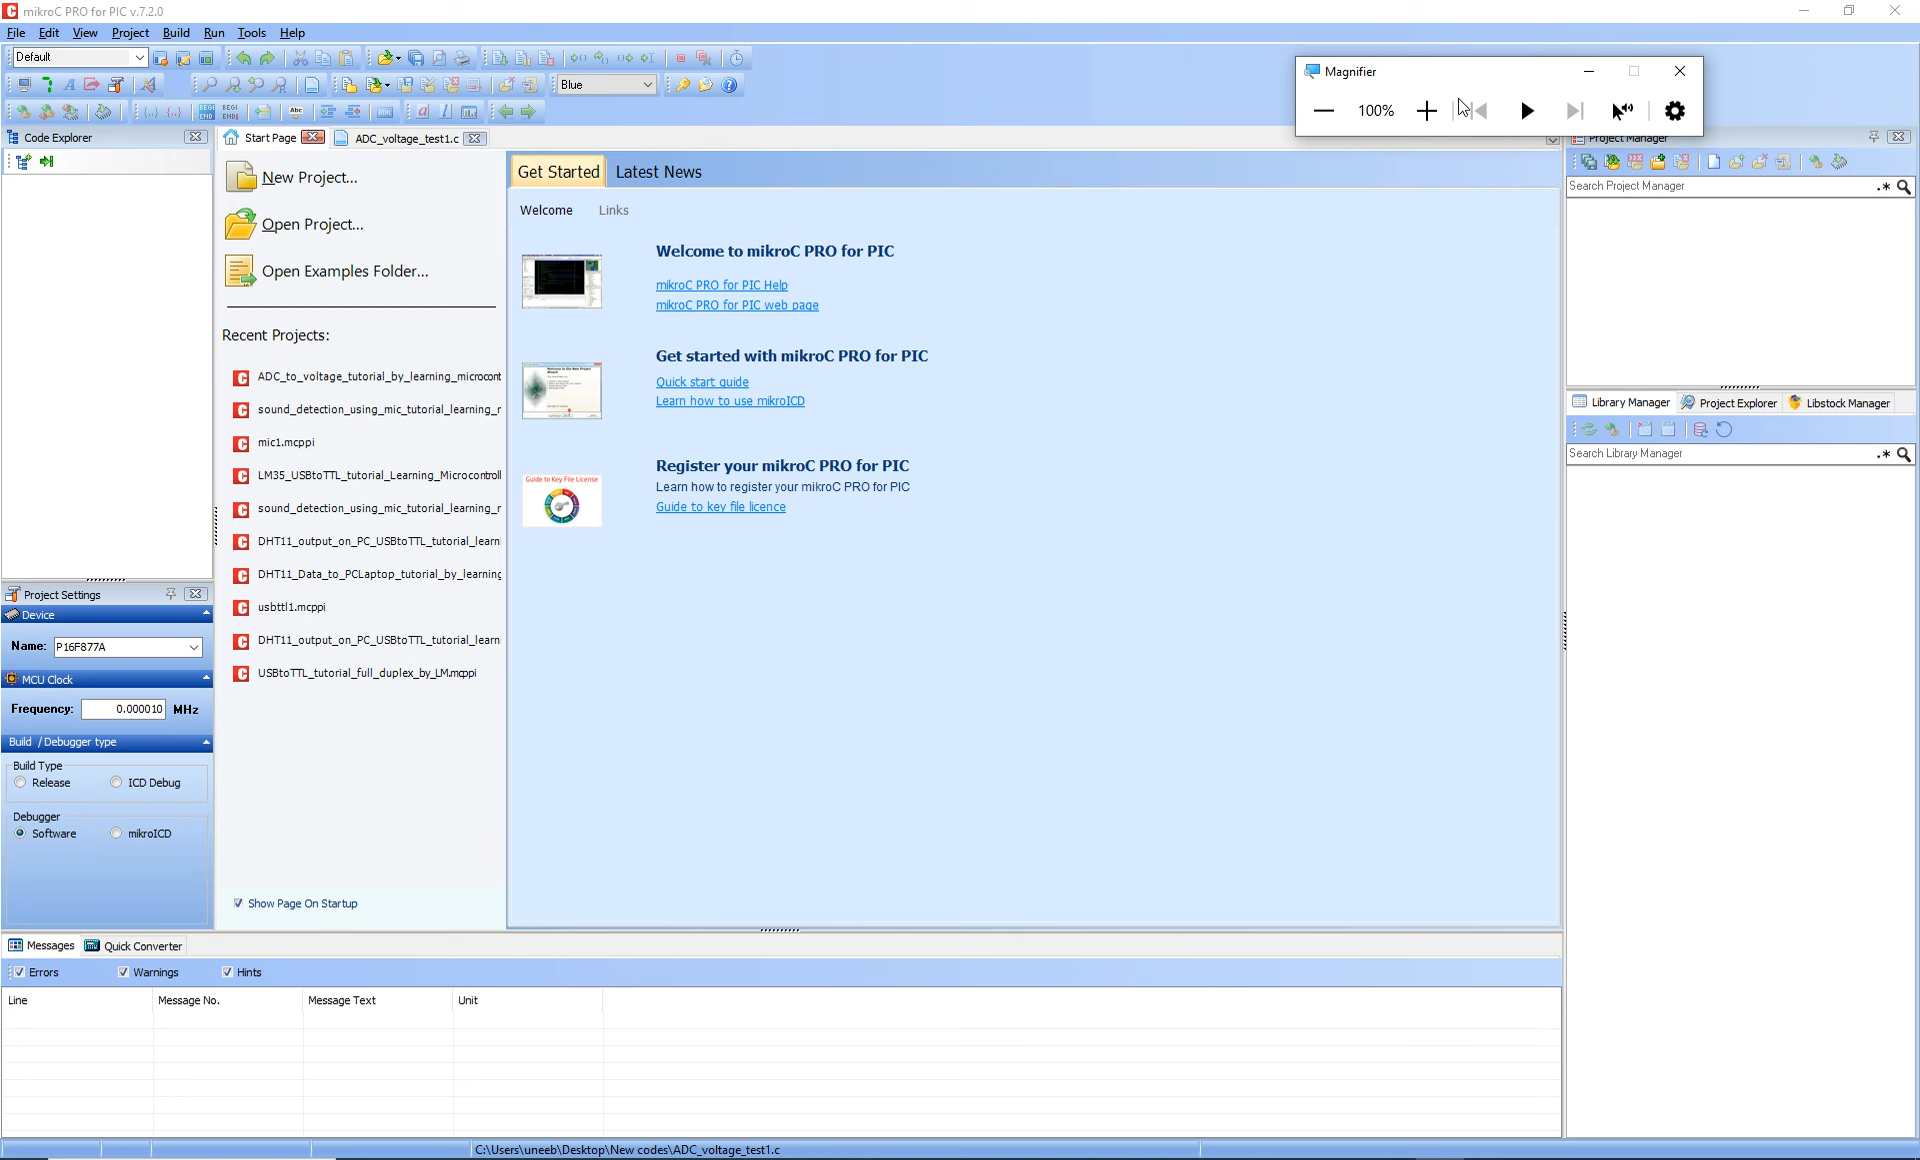 mikroC PRO for PIC v.7.2.0
File Edit View Project Build Run Tools Help
Default
Blue
Magnifier
100%
Code Explorer
Start Page
ADC_voltage_test1.c
Project Manager
Search Project Manager
New Project...
Open Project...
Open Examples Folder...
Recent Projects:
ADC_to_voltage_tutorial_by_learning_microcont
sound_detection_using_mic_tutorial_learning_r
mic1.mcppi
LM35_USBtoTTL_tutorial_Learning_Microcontroll
sound_detection_using_mic_tutorial_learning_r
DHT11_output_on_PC_USBtoTTL_tutorial_learn
DHT11_Data_to_PCLaptop_tutorial_by_learning
usbttl1.mcppi
DHT11_output_on_PC_USBtoTTL_tutorial_learn
USBtoTTL_tutorial_full_duplex_by_LM.mcppi
Show Page On Startup
Get Started Latest News
Welcome Links
Welcome to mikroC PRO for PIC
mikroC PRO for PIC Help
mikroC PRO for PIC web page
Get started with mikroC PRO for PIC
Quick start guide
Learn how to use mikroICD
Guide to Key File License
Register your mikroC PRO for PIC
Learn how to register your mikroC PRO for PIC
Guide to key file licence
Library Manager Project Explorer Libstock Manager
Search Library Manager
Project Settings
Device
Name: P16F877A
MCU Clock
Frequency: 0.000010 MHz
Build / Debugger type
Build Type
Release ICD Debug
Debugger
Software mikroICD
Messages Quick Converter
Errors Warnings Hints
Line Message No. Message Text Unit
C:\Users\uneeb\Desktop\New codes\ADC_voltage_test1.c